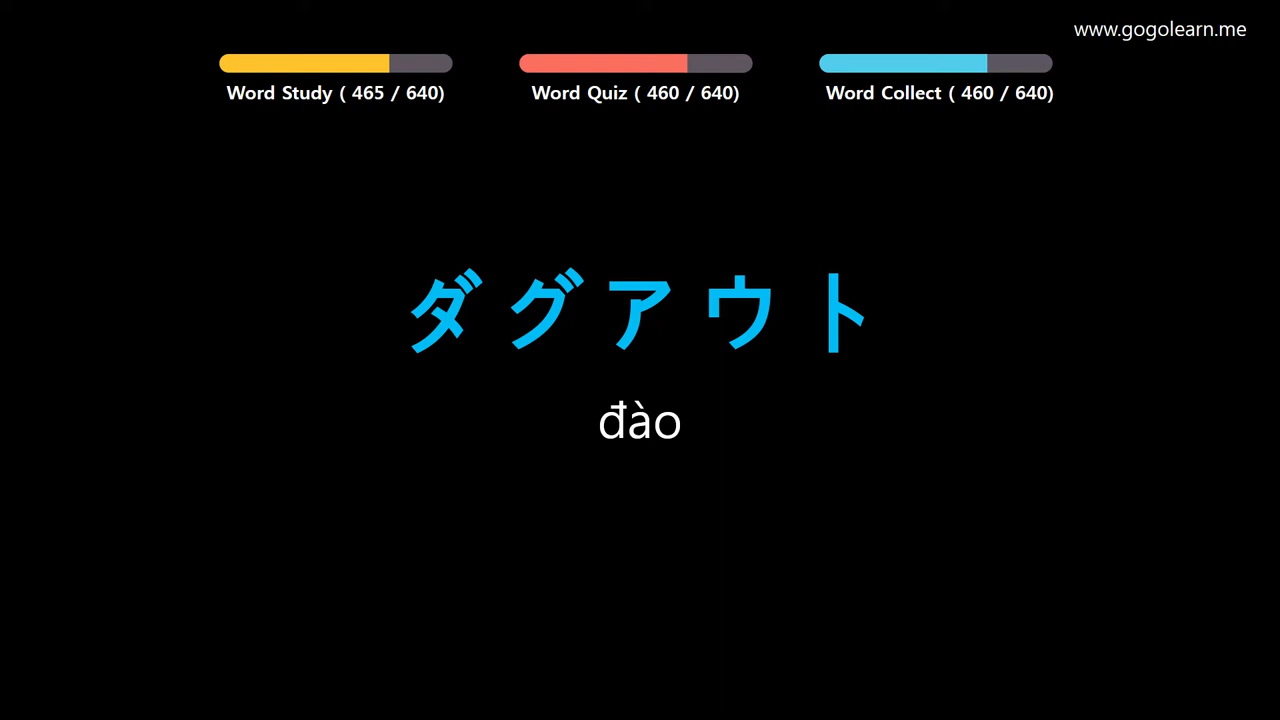 www.gogolearn.me
Word Study ( 465 / 640)
Word Quiz ( 460 / 640)
Word Collect ( 460 / 640)
ダグアウト
đào